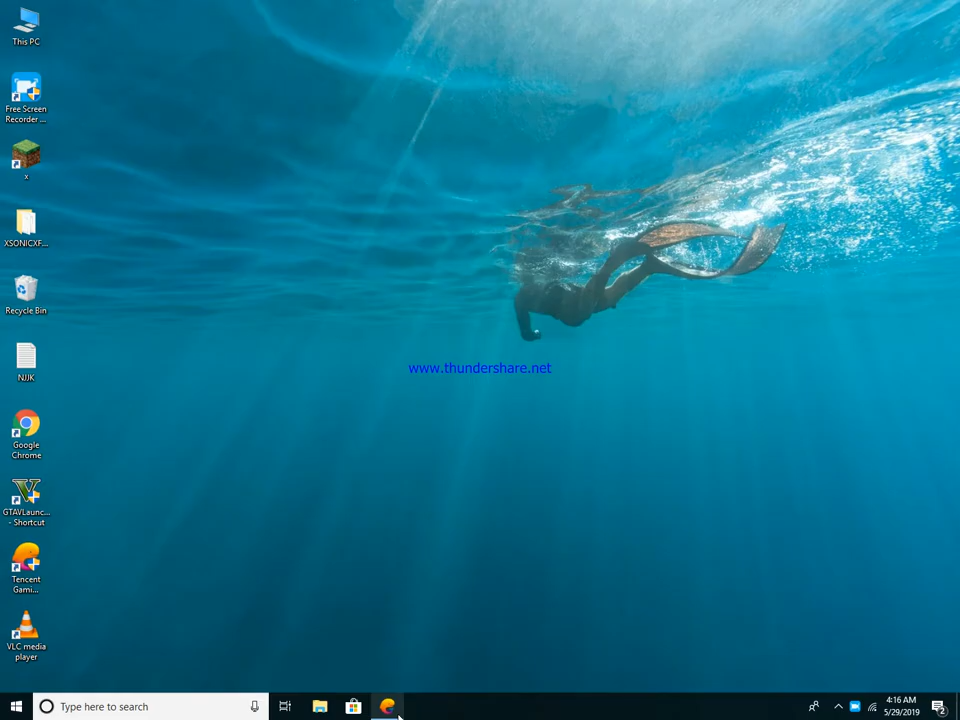 This PC
Free Screen
Recorder ...
x
XSONICXF...
Recycle Bin
NJJK
Google
Chrome
GTAVLaunc...
- Shortcut
Tencent
Gami...
VLC media
player
www.thundershare.net
Type here to search
4:16 AM
5/29/2019
2